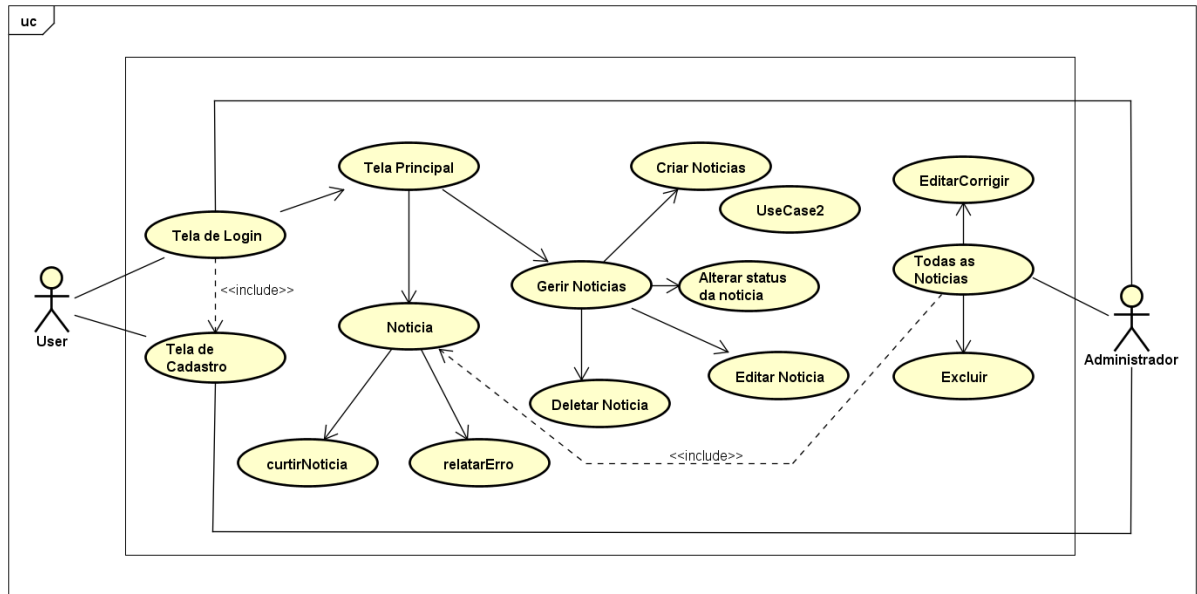 uc
Tela Principal
Criar Noticias
EditarCorrigir
UseCase2
Tela de Login
Todas as
Noticias
Gerir Noticias
Alterar status
da noticia
<<include>>
User
Noticia
Tela de
Cadastro
Administrador
Editar Noticia
Excluir
Deletar Noticia
<<include>>
curtirNoticia
relatarErro